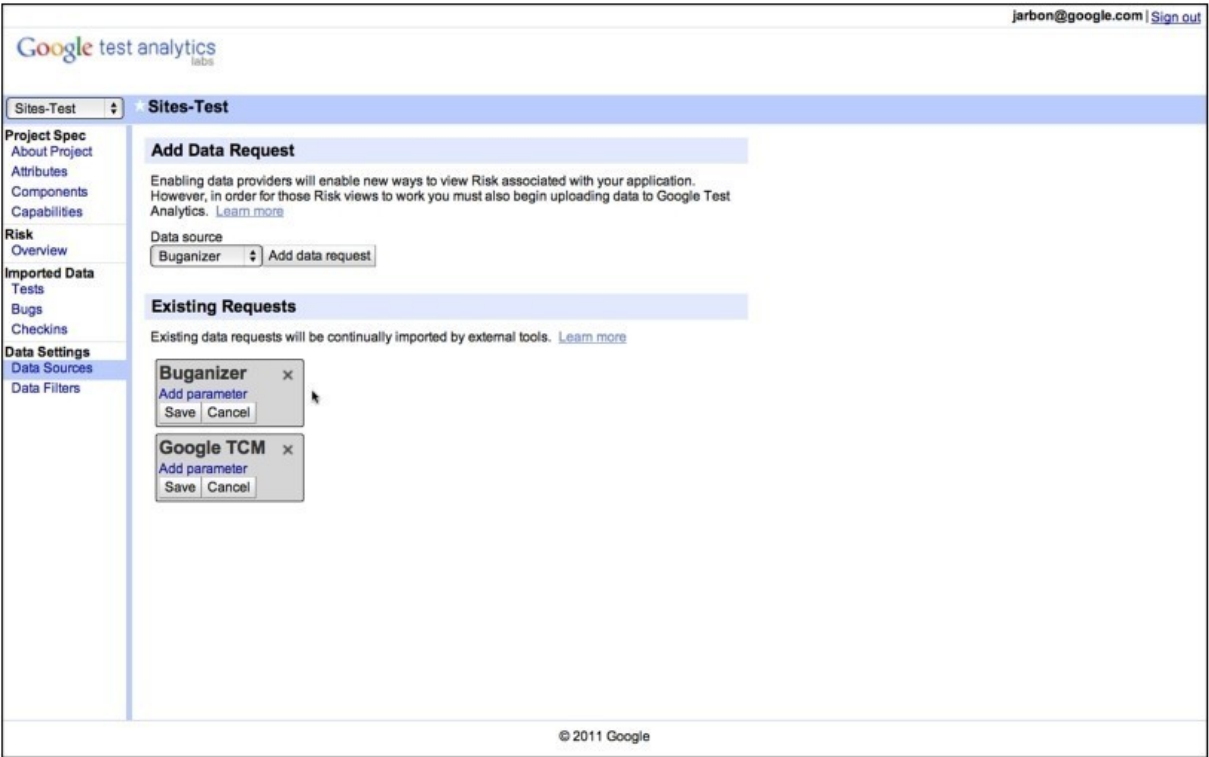 jarbon@google.com | Sign out
Google test analytics
labs
Sites-Test
Sites-Test
Project Spec
About Project
Attributes
Components
Capabilities
Risk
Overview
Imported Data
Tests
Bugs
Checkins
Data Settings
Data Sources
Data Filters
Add Data Request
Enabling data providers will enable new ways to view Risk associated with your application.
However, in order for those Risk views to work you must also begin uploading data to Google Test
Analytics. Learn more
Data source
Buganizer Add data request
Existing Requests
Existing data requests will be continually imported by external tools. Learn more
Buganizer ×
Add parameter
Save Cancel
Google TCM ×
Add parameter
Save Cancel
© 2011 Google